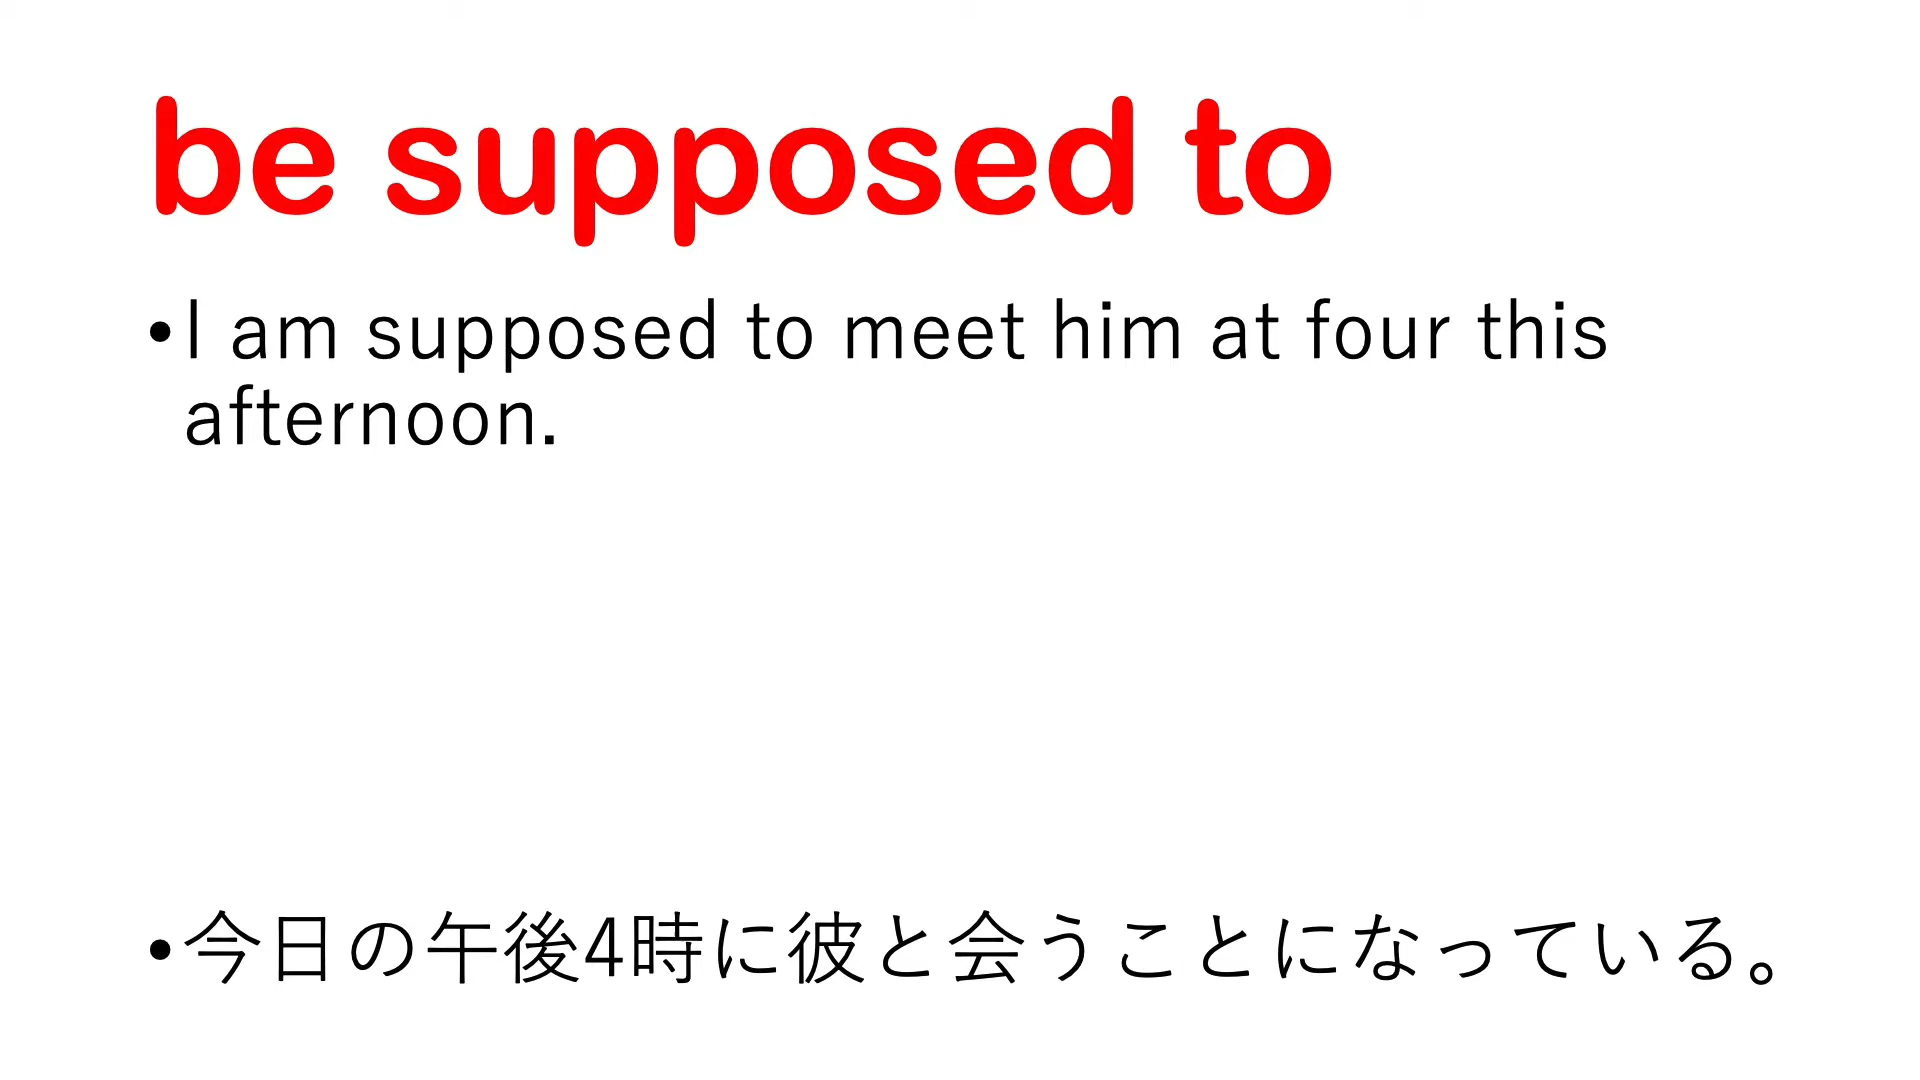 be supposed to
•I am supposed to meet him at four this
afternoon.
•今日の午後4時に彼と会うことになっている。